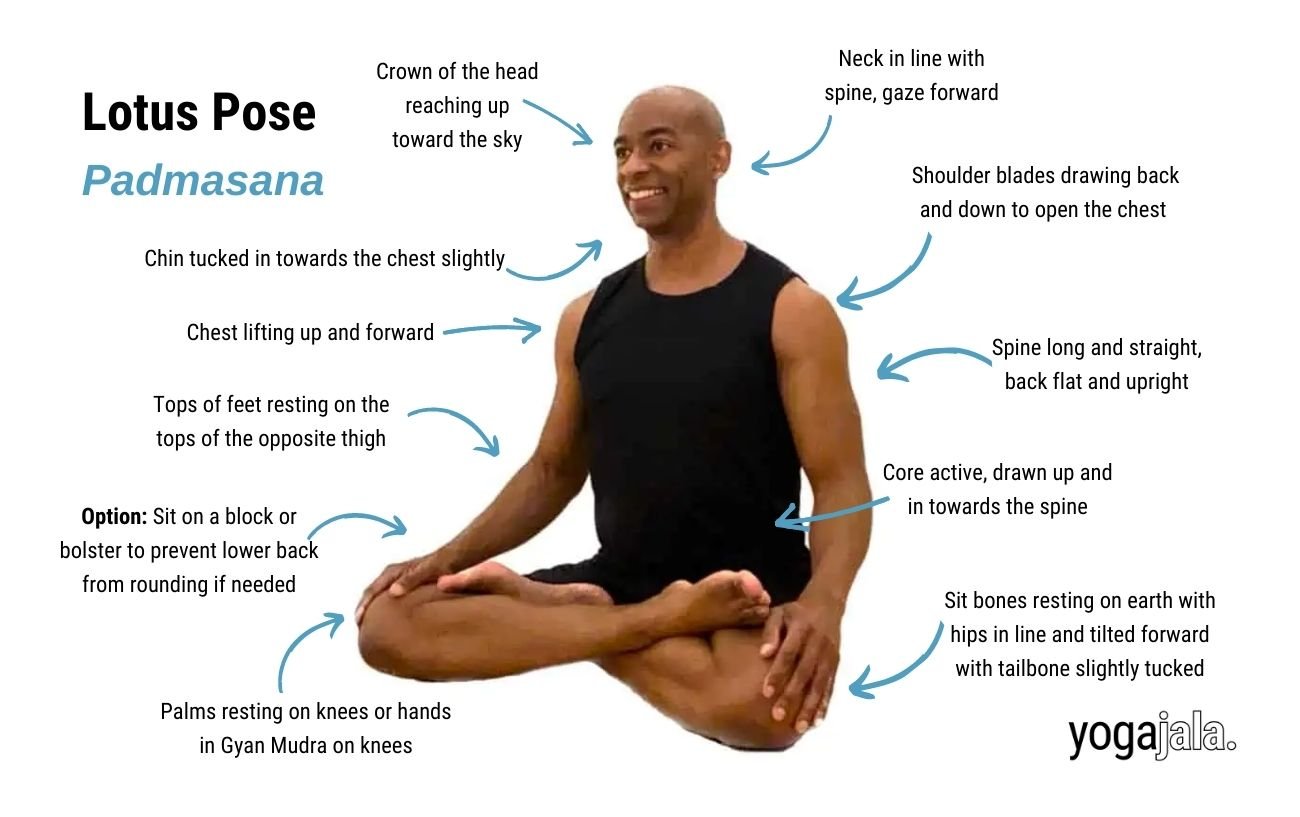 Lotus Pose
Padmasana
Crown of the head
reaching up
toward the sky
Neck in line with
spine, gaze forward
Shoulder blades drawing back
and down to open the chest
Chin tucked in towards the chest slightly
Chest lifting up and forward
Spine long and straight,
back flat and upright
Tops of feet resting on the
tops of the opposite thigh
Core active, drawn up and
in towards the spine
Option: Sit on a block or
bolster to prevent lower back
from rounding if needed
Sit bones resting on earth with
hips in line and tilted forward
with tailbone slightly tucked
Palms resting on knees or hands
in Gyan Mudra on knees
yogajala.